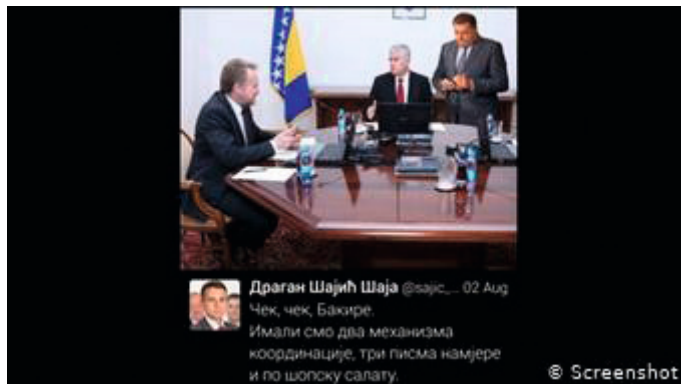 Драган Шајић Шаја @sajic_... 02 Aug
Чек, чек, Бакире.
Имали смо два механизма
координације, три писма намјере
и по шопску салату.
© Screenshot